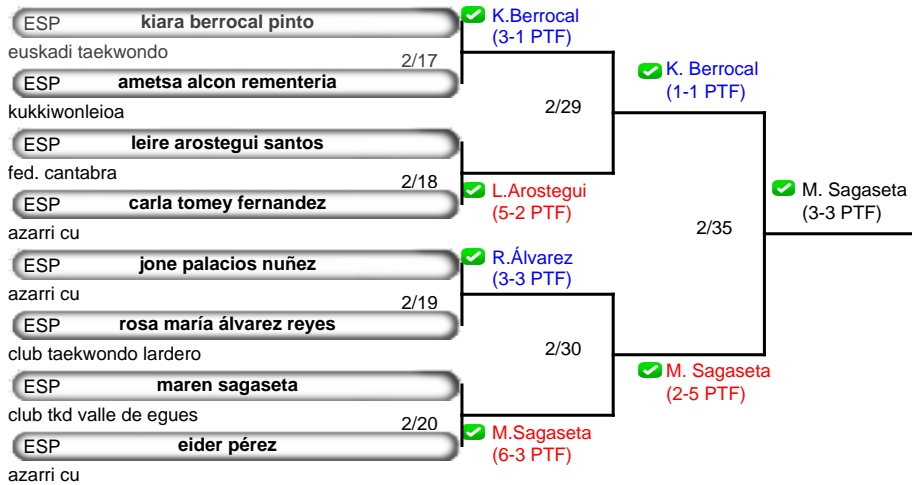 ESP kiara berrocal pinto
euskadi taekwondo
2/17
ESP ametsa alcon rementeria
kukkiwonleioa
K.Berrocal
(3-1 PTF)
ESP leire arostegui santos
fed. cantabra
2/18
ESP carla tomey fernandez
azarri cu
L.Arostegui
(5-2 PTF)
ESP jone palacios nuñez
azarri cu
2/19
ESP rosa maría álvarez reyes
club taekwondo lardero
R.Álvarez
(3-3 PTF)
ESP maren sagaseta
club tkd valle de egues
2/20
ESP eider pérez
azarri cu
M.Sagaseta
(6-3 PTF)
2/29
K. Berrocal
(1-1 PTF)
2/30
M. Sagaseta
(2-5 PTF)
2/35
M. Sagaseta
(3-3 PTF)